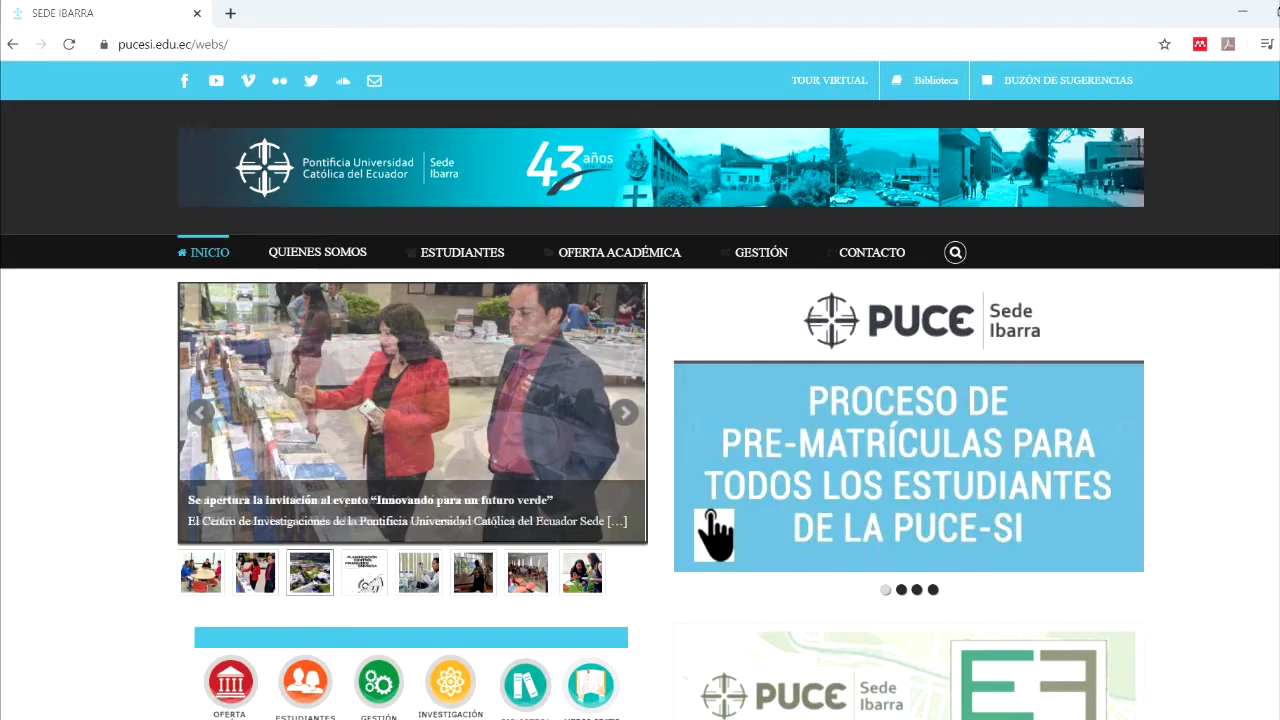 SEDE IBARRA
pucesi.edu.ec/webs/
TOUR VIRTUAL
Biblioteca
BUZÓN DE SUGERENCIAS
Pontificia Universidad
Católica del Ecuador
Sede
Ibarra
43 años
INICIO
QUIENES SOMOS
ESTUDIANTES
OFERTA ACADÉMICA
GESTIÓN
CONTACTO
Se apertura la invitación al evento “Innovando para un futuro verde”
El Centro de Investigaciones de la Pontificia Universidad Católica del Ecuador Sede […]
PUCE
Sede
Ibarra
PROCESO DE
PRE-MATRÍCULAS PARA
TODOS LOS ESTUDIANTES
DE LA PUCE-SI
OFERTA
ESTUDIANTES
GESTIÓN
INVESTIGACIÓN
PUCE
Sede
Ibarra